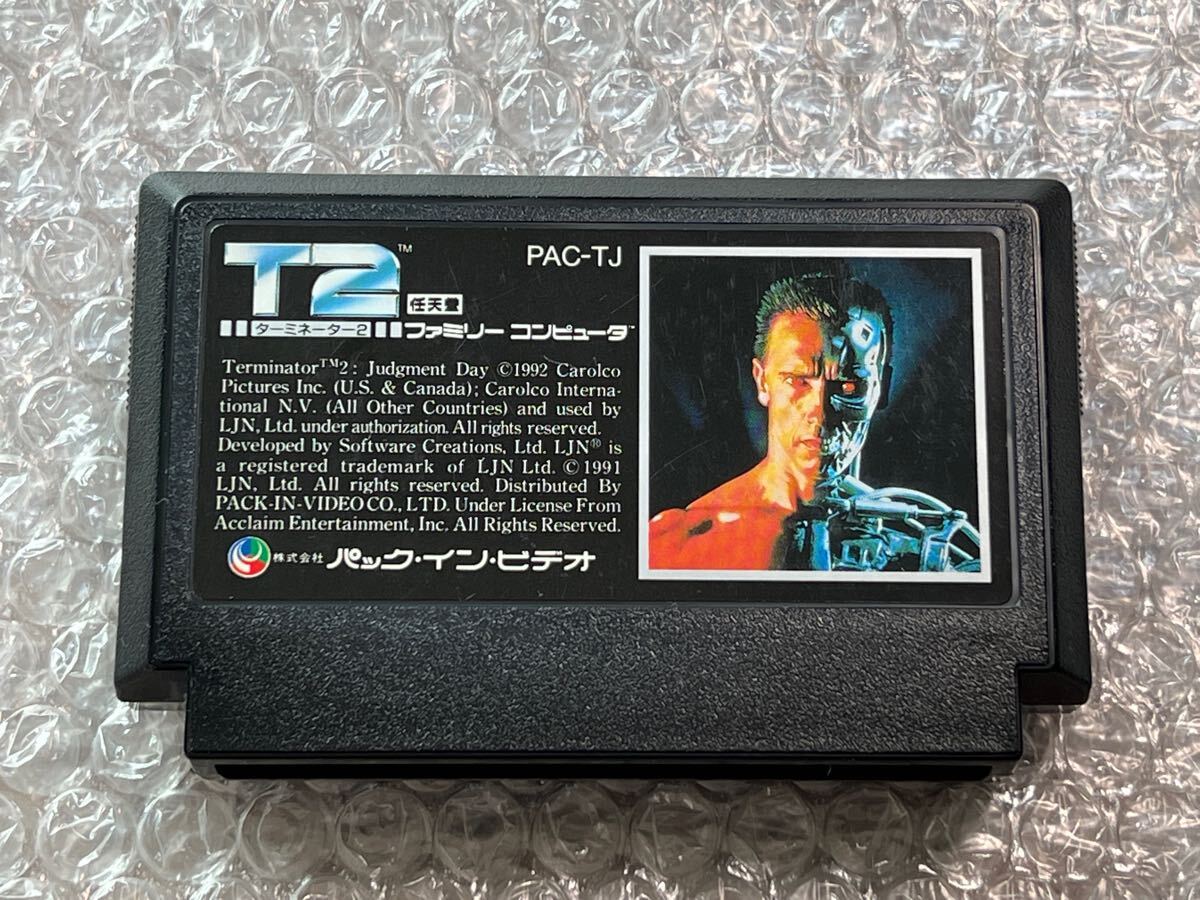 T2™
PAC-TJ
任天堂
ターミネーター2
ファミリー コンピュータ™
Terminator™2: Judgment Day ©1992 Carolco
Pictures Inc. (U.S. & Canada); Carolco Interna-
tional N.V. (All Other Countries) and used by
LJN, Ltd. under authorization. All rights reserved.
Developed by Software Creations, Ltd. LJN® is
a registered trademark of LJN Ltd. © 1991
LJN, Ltd. All rights reserved. Distributed By
PACK-IN-VIDEO CO., LTD. Under License From
Acclaim Entertainment, Inc. All Rights Reserved.
株式会社 パック・イン・ビデオ